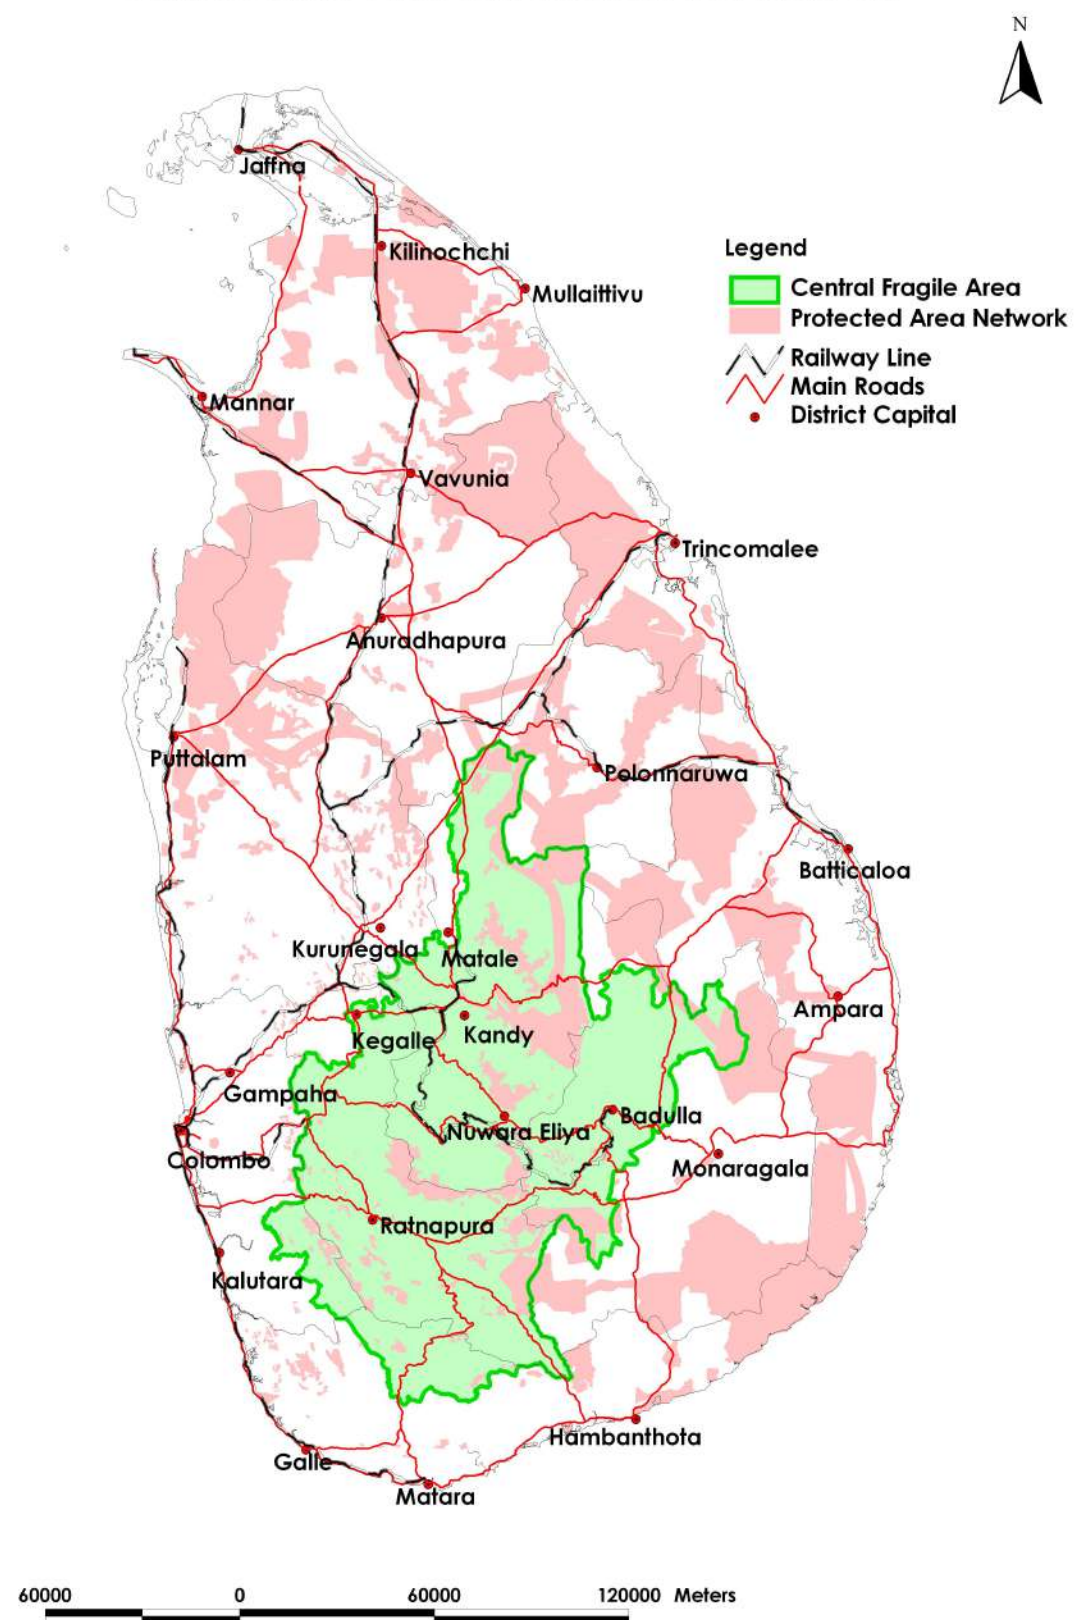 N
Jaffna
Kilinochchi
Legend
Mullaittivu
Central Fragile Area
Protected Area Network
Railway Line
Main Roads
District Capital
Mannar
Vavunia
Trincomalee
Anuradhapura
Puttalam
Polonnaruwa
Batticaloa
Kurunegala
Matale
Ampara
Kegalle
Kandy
Gampaha
Badulla
Nuwara Eliya
Colombo
Monaragala
Ratnapura
Kalutara
Hambanthota
Galle
Matara
60000 0 60000 120000 Meters